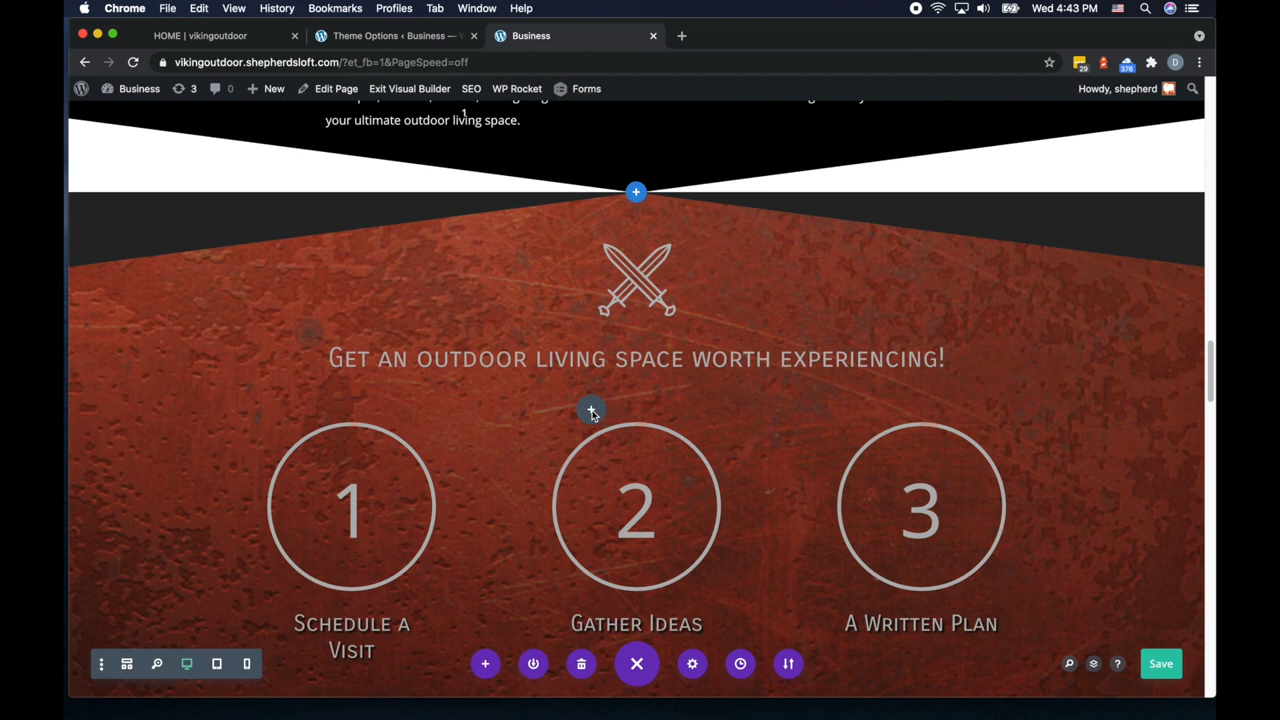 Chrome File Edit View History Bookmarks Profiles Tab Window Help Wed 4:43 PM
HOME | vikingoutdoor Theme Options ‹ Business — Business
vikingoutdoor.shepherdsloft.com/?et_fb=1&PageSpeed=off 29 376 D
Business 3 0 New Edit Page Exit Visual Builder SEO WP Rocket Forms Howdy, shepherd
your ultimate outdoor living space.
Get an outdoor living space worth experiencing!
1 2 3
Schedule a Gather Ideas A Written Plan
Visit
Save